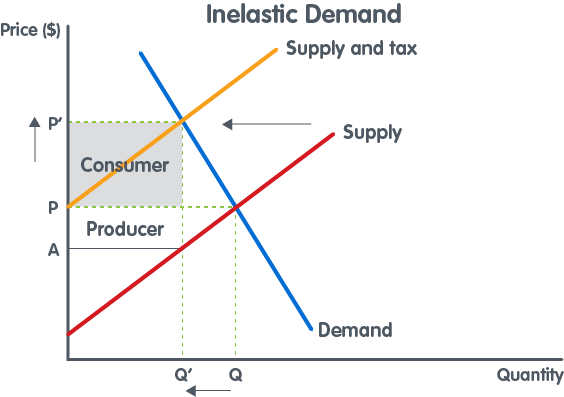 Inelastic Demand
Price ($)
Supply and tax
P′
Supply
Consumer
P
Producer
A
Demand
Q′
Q
Quantity